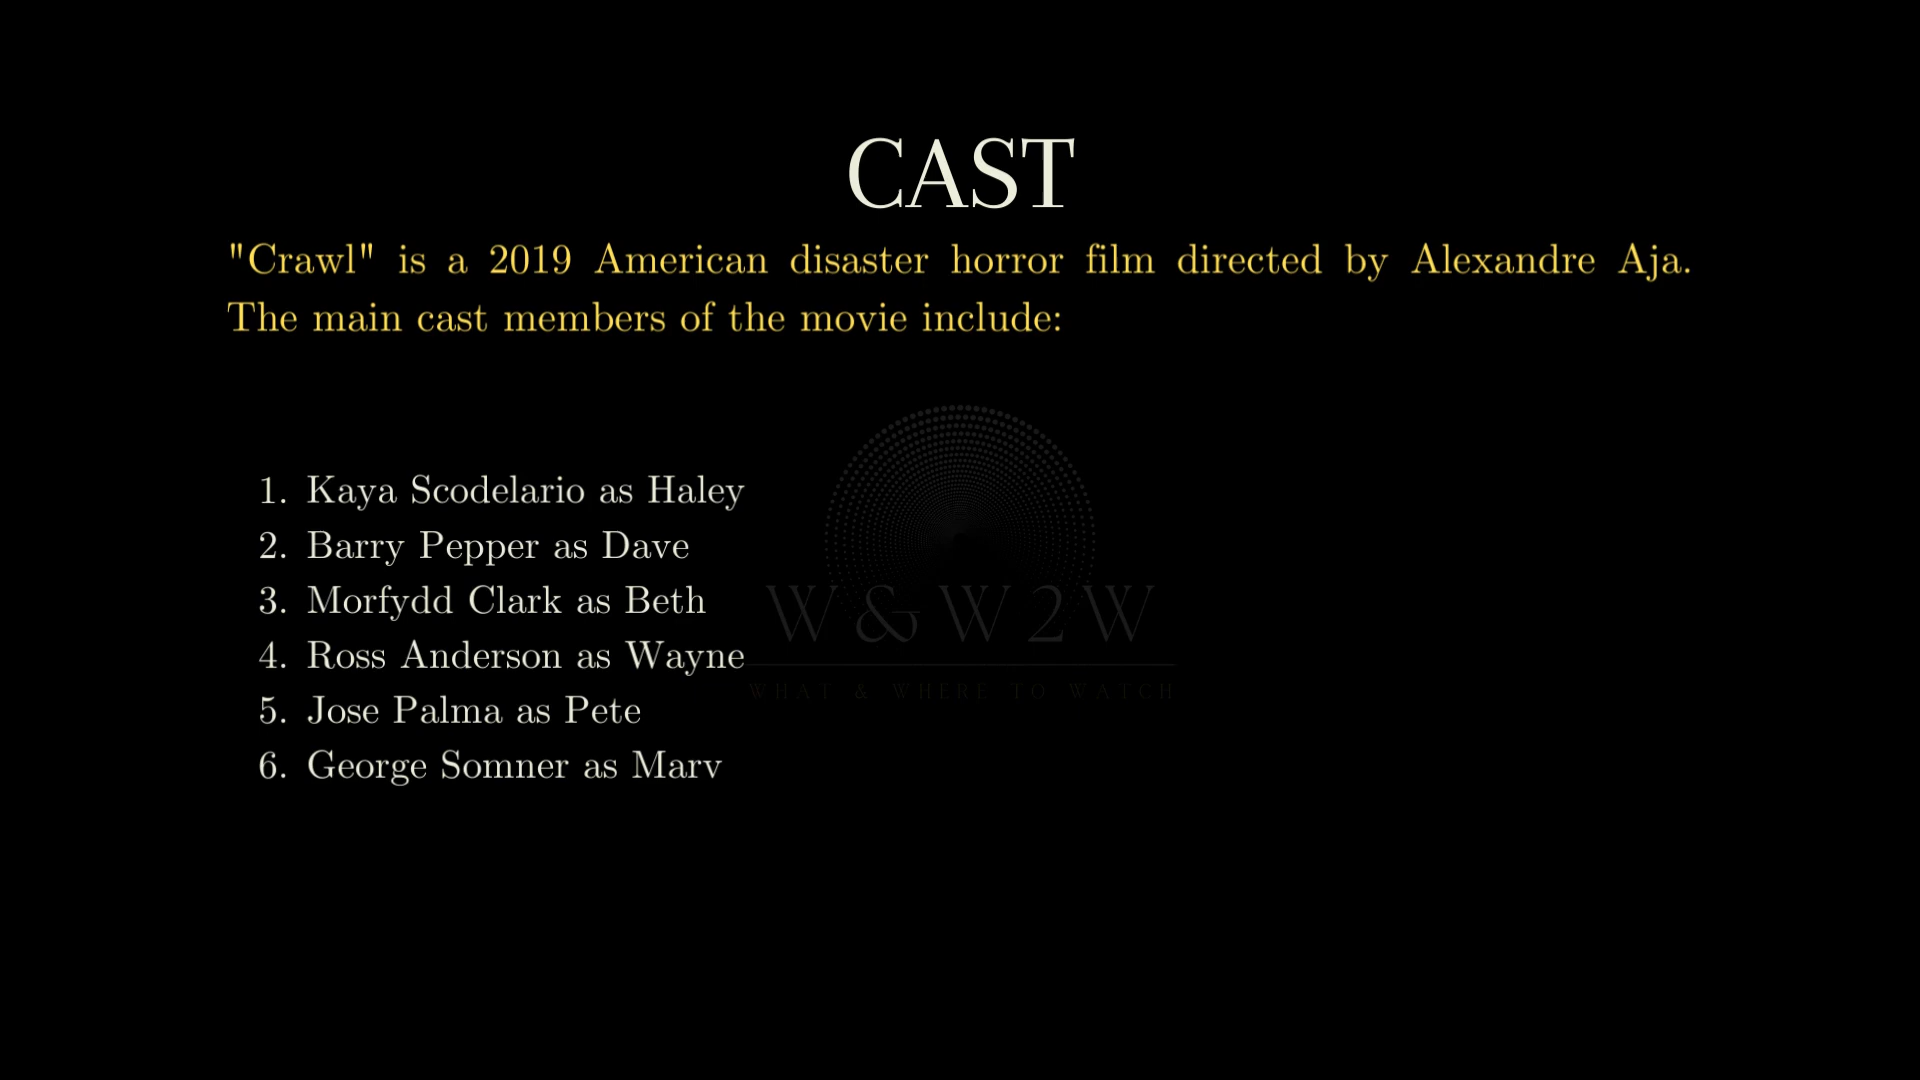 CAST
"Crawl" is a 2019 American disaster horror film directed by Alexandre Aja.
The main cast members of the movie include:
1. Kaya Scodelario as Haley
2. Barry Pepper as Dave
3. Morfydd Clark as Beth
4. Ross Anderson as Wayne
5. Jose Palma as Pete
6. George Somner as Marv
W&W2W
WHAT & WHERE TO WATCH